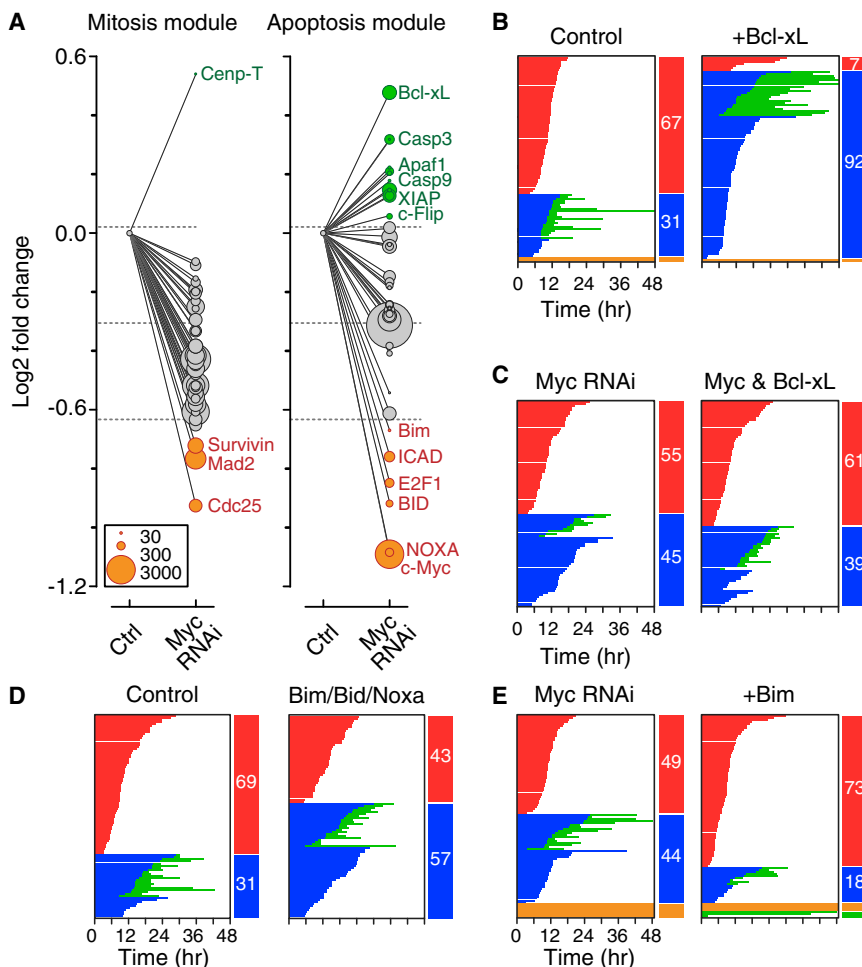 A
Mitosis module
Apoptosis module
0.6
0.0
-0.6
-1.2
Log2 fold change
Cenp-T
Survivin
Mad2
Cdc25
30
300
3000
Ctrl
Myc
RNAi
Bcl-xL
Casp3
Apaf1
Casp9
XIAP
c-Flip
Bim
ICAD
E2F1
BID
NOXA
c-Myc
Ctrl
Myc
RNAi
B
Control
+Bcl-xL
67
31
7
92
0 12 24 36 48
Time (hr)
C
Myc RNAi
Myc & Bcl-xL
55
45
61
39
0 12 24 36 48
Time (hr)
D
Control
Bim/Bid/Noxa
69
31
43
57
0 12 24 36 48
Time (hr)
E
Myc RNAi
+Bim
49
44
73
18
0 12 24 36 48
Time (hr)